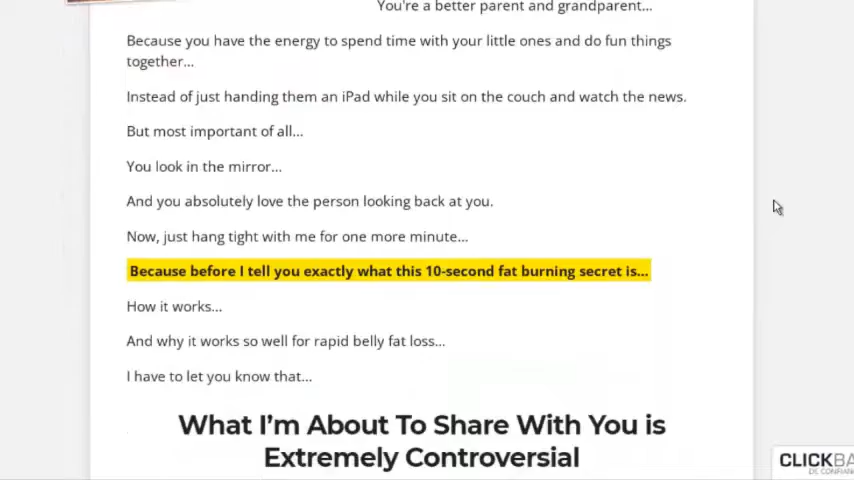 You're a better parent and grandparent...
Because you have the energy to spend time with your little ones and do fun things
together...
Instead of just handing them an iPad while you sit on the couch and watch the news.
But most important of all...
You look in the mirror...
And you absolutely love the person looking back at you.
Now, just hang tight with me for one more minute...
Because before I tell you exactly what this 10-second fat burning secret is...
How it works...
And why it works so well for rapid belly fat loss...
I have to let you know that...
What I’m About To Share With You is
Extremely Controversial
CLICKBA
DE CONFIAN